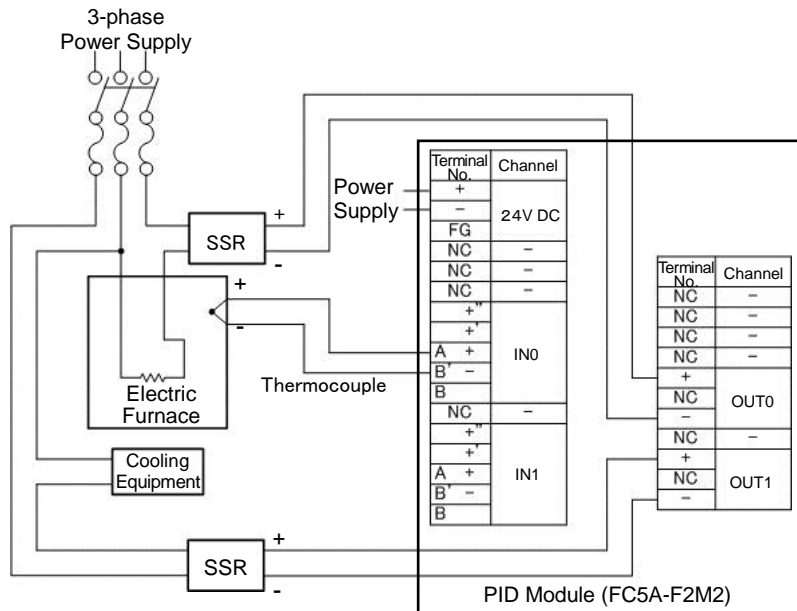 3-phase
Power Supply
SSR
+
-
Electric
Furnace
+
-
Thermocouple
Cooling
Equipment
SSR
+
-
Power
Supply
Terminal No. Channel
+ 24V DC
-
FG
NC -
NC -
NC -
+" IN0
+'
A +
B' -
B
NC -
+" IN1
+'
A +
B' -
B
Terminal No. Channel
NC -
NC -
NC -
NC -
+ OUT0
NC
-
NC -
+ OUT1
NC
-
PID Module (FC5A-F2M2)